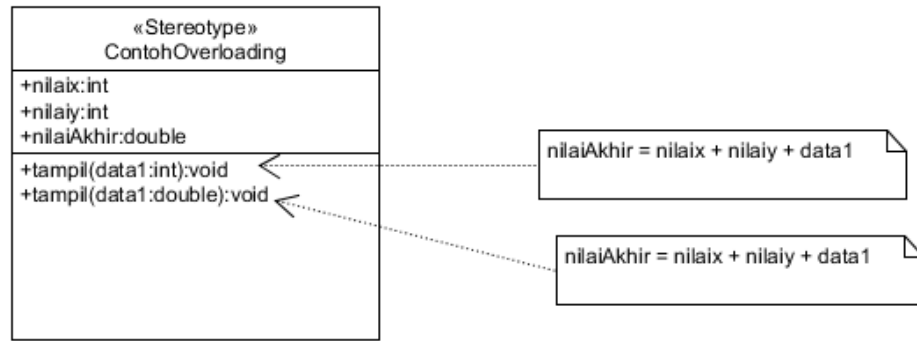 «Stereotype»
ContohOverloading
+nilaix:int
+nilaiy:int
+nilaiAkhir:double
+tampil(data1:int):void
+tampil(data1:double):void
nilaiAkhir = nilaix + nilaiy + data1
nilaiAkhir = nilaix + nilaiy + data1